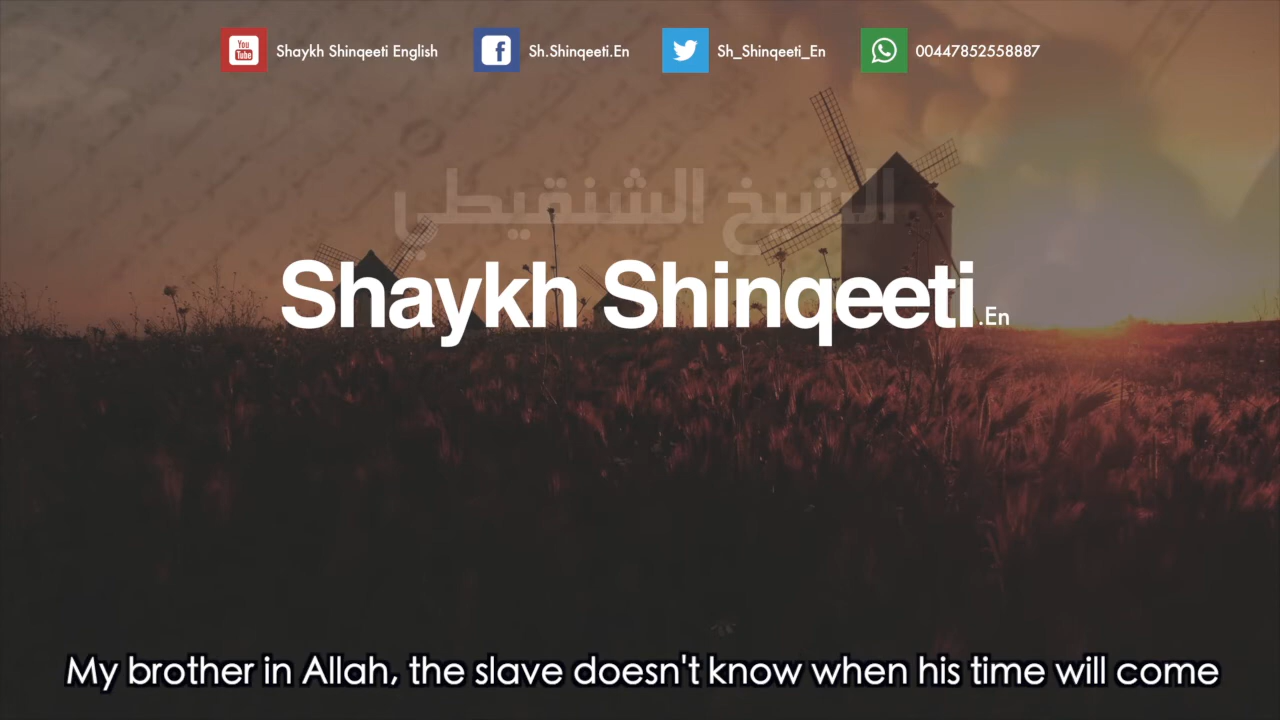 Shaykh Shinqeeti English Sh.Shinqeeti.En Sh_Shinqeeti_En 00447852558887
الشيخ الشنقيطي
Shaykh Shinqeeti.En
My brother in Allah, the slave doesn't know when his time will come